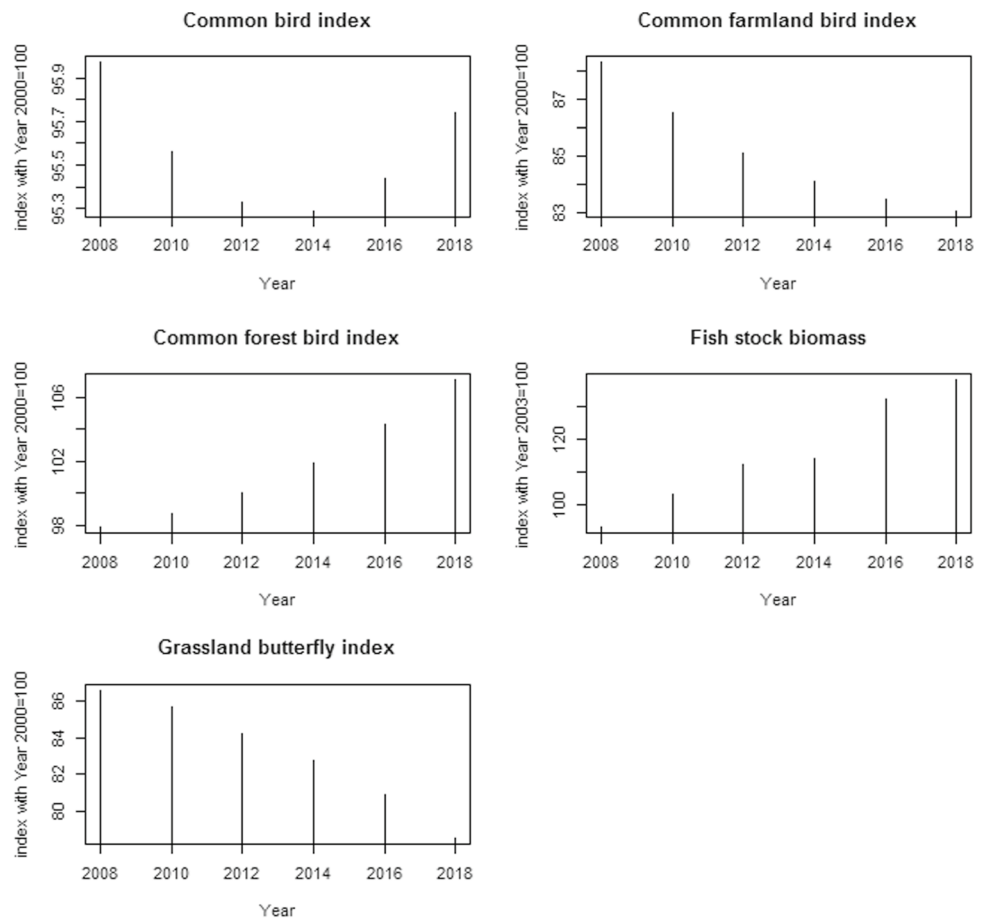 Common bird index
index with Year 2000=100
95.9
95.7
95.5
95.3
2008 2010 2012 2014 2016 2018
Year
Common farmland bird index
index with Year 2000=100
87
85
83
2008 2010 2012 2014 2016 2018
Year
Common forest bird index
index with Year 2000=100
106
102
98
2008 2010 2012 2014 2016 2018
Year
Fish stock biomass
index with Year 2003=100
120
100
2008 2010 2012 2014 2016 2018
Year
Grassland butterfly index
index with Year 2000=100
86
84
82
80
2008 2010 2012 2014 2016 2018
Year